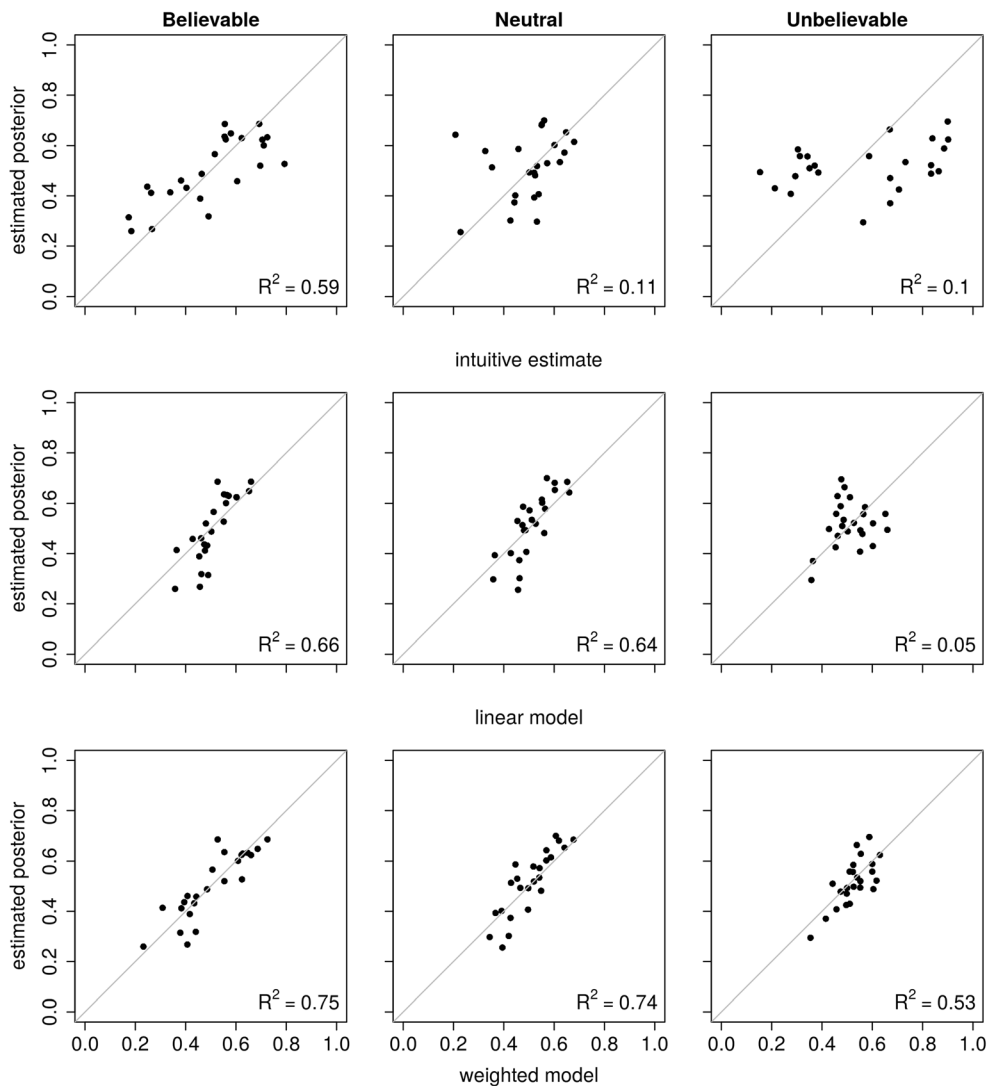 Believable Neutral Unbelievable
estimated posterior
0.0 0.2 0.4 0.6 0.8 1.0
R² = 0.59 R² = 0.11 R² = 0.1
intuitive estimate
estimated posterior
0.0 0.2 0.4 0.6 0.8 1.0
R² = 0.66 R² = 0.64 R² = 0.05
linear model
estimated posterior
0.0 0.2 0.4 0.6 0.8 1.0
R² = 0.75 R² = 0.74 R² = 0.53
0.0 0.2 0.4 0.6 0.8 1.0 0.0 0.2 0.4 0.6 0.8 1.0 0.0 0.2 0.4 0.6 0.8 1.0
weighted model